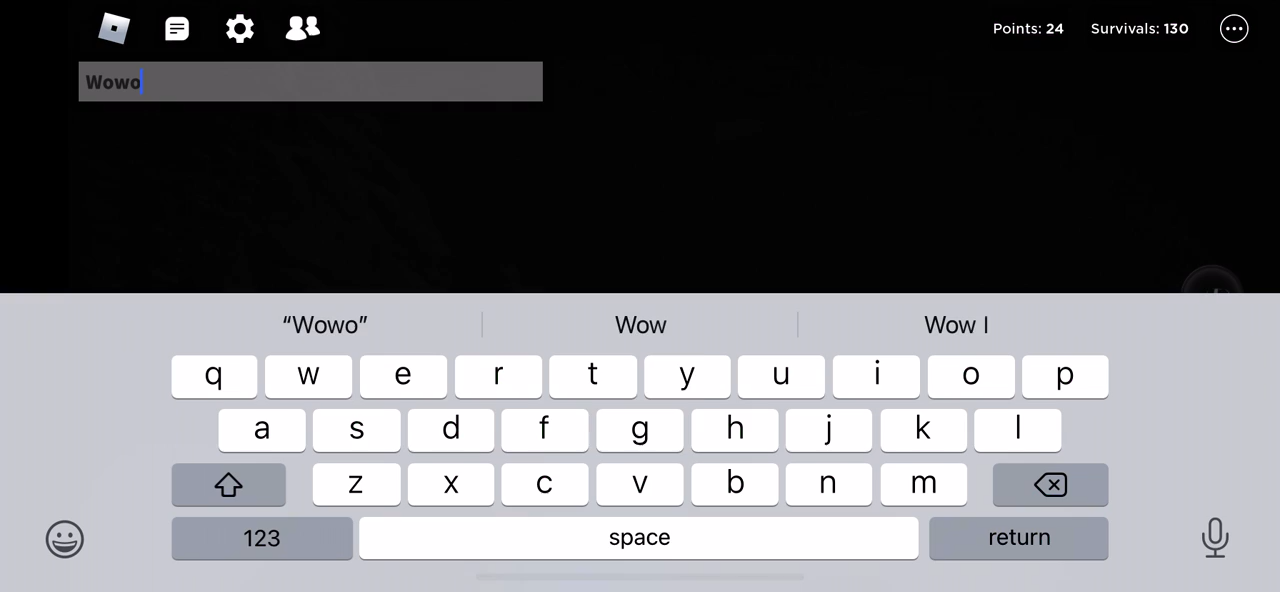 Points: 24 Survivals: 130
Wowo
“Wowo” Wow Wow I
q w e r t y u i o p
a s d f g h j k l
z x c v b n m
123 space return